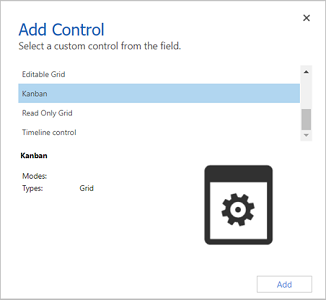 Add Control
Select a custom control from the field.
Editable Grid
Kanban
Read Only Grid
Timeline control
Kanban
Modes:
Types: Grid
Add